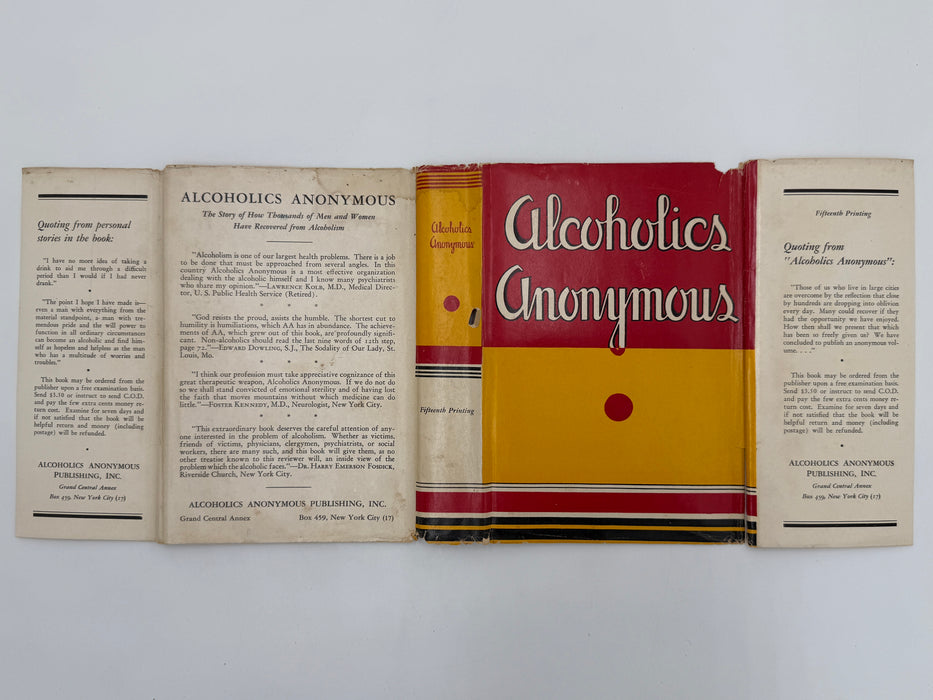 Quoting from personal
stories in the book:
"I have no more idea of taking a
drink to aid me through a difficult
period than I would if I had never
drank."
"The point I hope I have made is—
even a man with everything from the
material standpoint, a man with tre-
mendous pride and the will power to
function in all ordinary circumstances
can become an alcoholic and find him-
self as hopeless and helpless as the man
who has a multitude of worries and
troubles."
This book may be ordered from the
publisher upon a free examination basis.
Send $3.50 or instruct to send C.O.D.
and pay the few extra cents money re-
turn cost. Examine for seven days and
if not satisfied that the book will be
helpful return and money (including
postage) will be refunded.
ALCOHOLICS ANONYMOUS
PUBLISHING, INC.
Grand Central Annex
Box 459, New York City (17)
ALCOHOLICS ANONYMOUS
The Story of How Thousands of Men and Women
Have Recovered from Alcoholism
"Alcoholism is one of our largest health problems. There is a job
to be done that must be approached from several angles. In this
country Alcoholics Anonymous is a most effective organization
dealing with the alcoholic himself and I know many psychiatrists
who share my opinion."—LAWRENCE KOLB, M.D., Medical Direc-
tor, U. S. Public Health Service (Retired).
* * *
"God resists the proud, assists the humble. The shortest cut to
humility is humiliations, which AA has in abundance. The achieve-
ments of AA, which grew out of this book, are profoundly signifi-
cant. Non-alcoholics should read the last nine words of 12th step,
page 72."—EDWARD DOWLING, S.J., The Sodality of Our Lady, St.
Louis, Mo.
* * *
"I think our profession must take appreciative cognizance of this
great therapeutic weapon, Alcoholics Anonymous. If we do not do
so we shall stand convicted of emotional sterility and of having lost
the faith that moves mountains without which medicine can do
little."—FOSTER KENNEDY, M.D., Neurologist, New York City.
* * *
"This extraordinary book deserves the careful attention of any-
one interested in the problem of alcoholism. Whether as victims,
friends of victims, physicians, clergymen, psychiatrists, or social
workers, there are many such, and this book will give them, as no
other treatise known to this reviewer will, an inside view of the
problem which the alcoholic faces."—DR. HARRY EMERSON FOSDICK,
Riverside Church, New York City.
ALCOHOLICS ANONYMOUS PUBLISHING, INC.
Grand Central Annex Box 459, New York City (17)
Alcoholics
Anonymous
Fifteenth Printing
Alcoholics
Anonymous
Fifteenth Printing
Quoting from
"Alcoholics Anonymous":
"Those of us who live in large cities
are overcome by the reflection that close
by hundreds are dropping into oblivion
every day. Many could recover if they
had the opportunity we have enjoyed.
How then shall we present that which
has been so freely given us? We have
concluded to publish an anonymous vol-
ume. . . ."
This book may be ordered from the
publisher upon a free examination basis.
Send $3.50 or instruct to send C.O.D.
and pay the few extra cents money re-
turn cost. Examine for seven days and
if not satisfied that the book will be
helpful return and money (including
postage) will be refunded.
ALCOHOLICS ANONYMOUS
PUBLISHING, INC.
Grand Central Annex
Box 459, New York City (17)